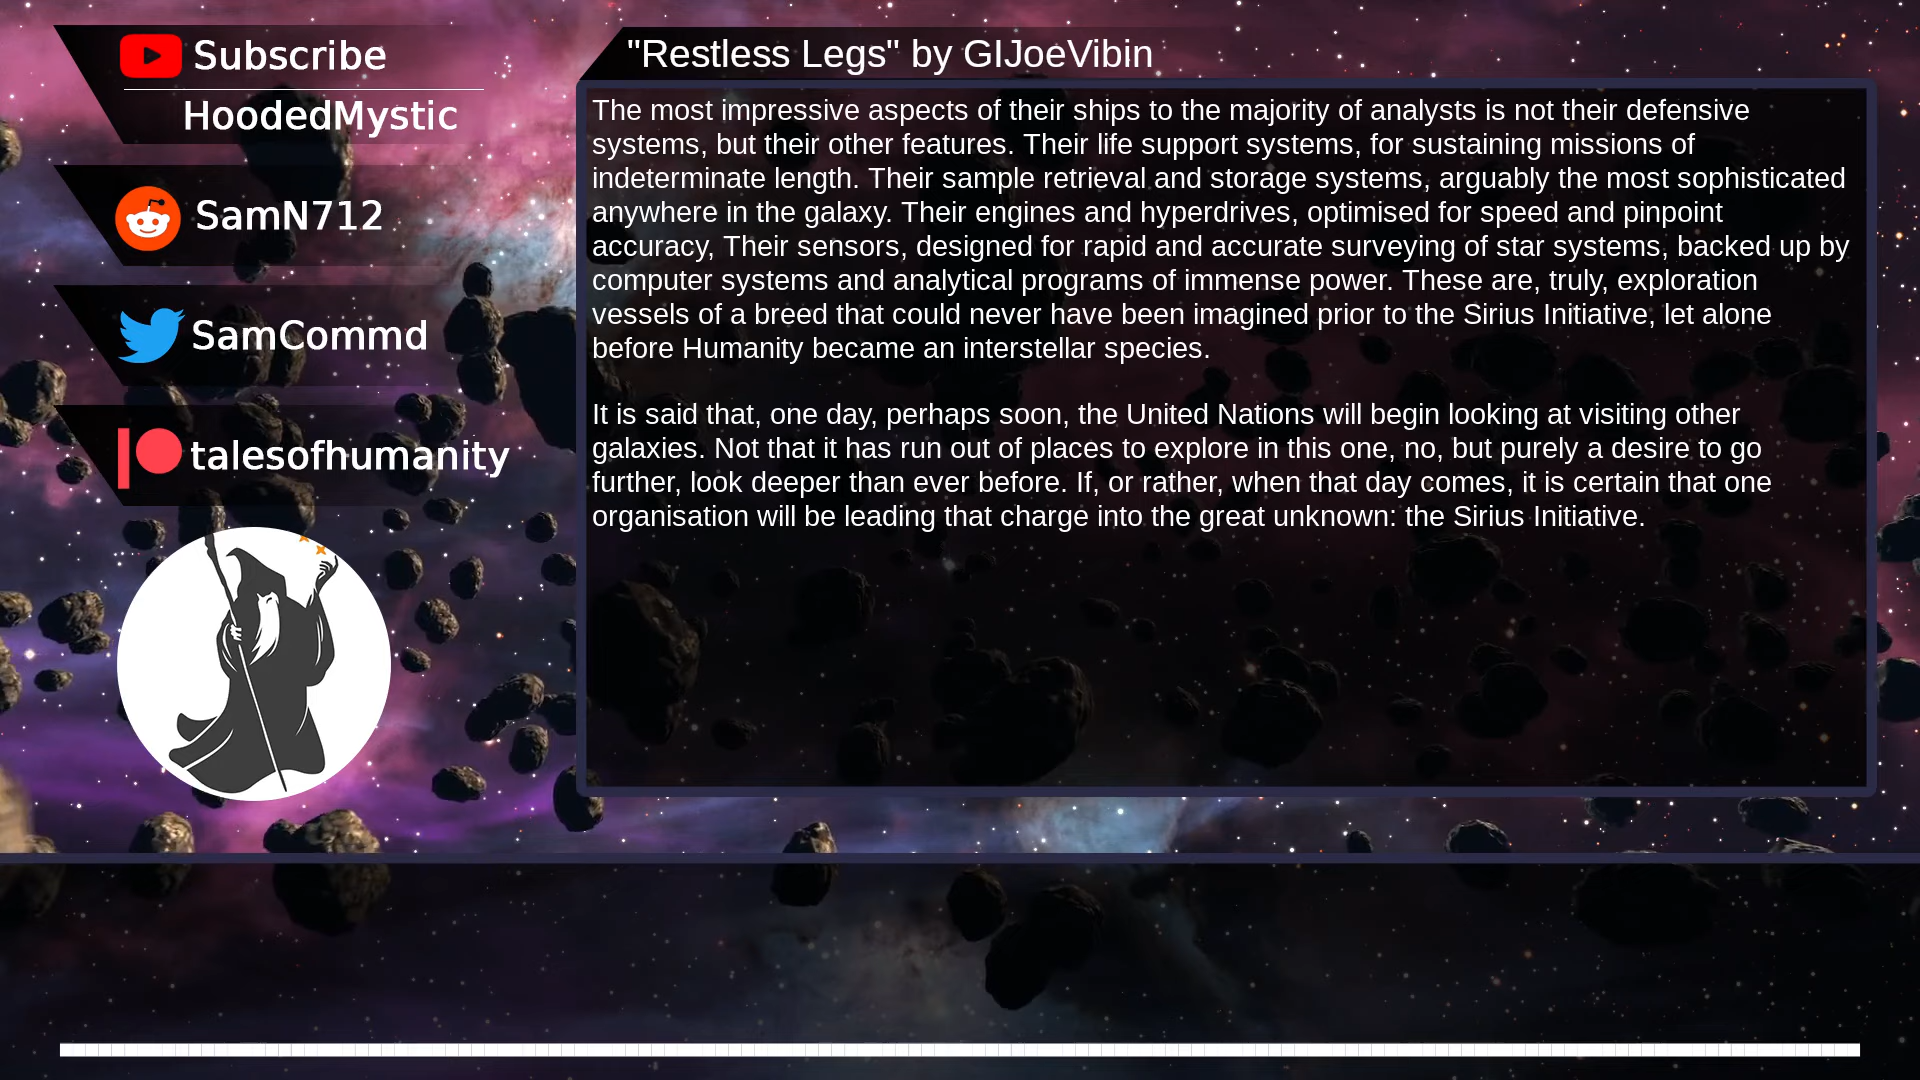 Subscribe
HoodedMystic
SamN712
SamCommd
talesofhumanity
"Restless Legs" by GIJoeVibin
The most impressive aspects of their ships to the majority of analysts is not their defensive
systems, but their other features. Their life support systems, for sustaining missions of
indeterminate length. Their sample retrieval and storage systems, arguably the most sophisticated
anywhere in the galaxy. Their engines and hyperdrives, optimised for speed and pinpoint
accuracy, Their sensors, designed for rapid and accurate surveying of star systems, backed up by
computer systems and analytical programs of immense power. These are, truly, exploration
vessels of a breed that could never have been imagined prior to the Sirius Initiative, let alone
before Humanity became an interstellar species.
It is said that, one day, perhaps soon, the United Nations will begin looking at visiting other
galaxies. Not that it has run out of places to explore in this one, no, but purely a desire to go
further, look deeper than ever before. If, or rather, when that day comes, it is certain that one
organisation will be leading that charge into the great unknown: the Sirius Initiative.